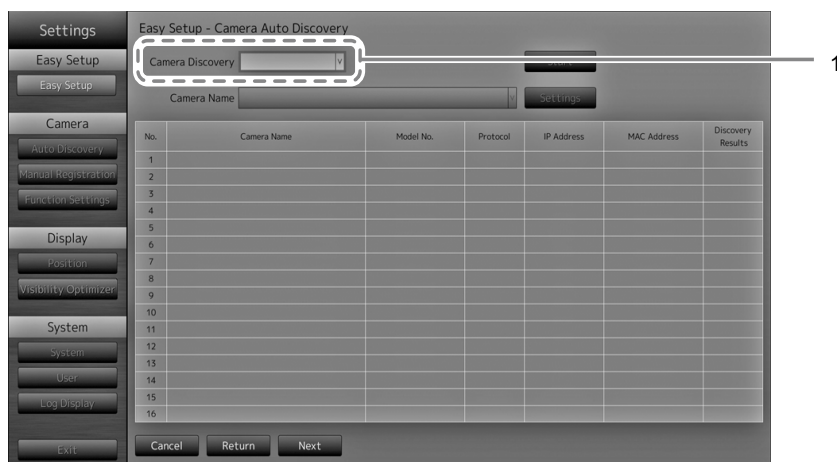 Settings
Easy Setup
Easy Setup
Camera
Auto Discovery
Manual Registration
Function Settings
Display
Position
Visibility Optimizer
System
System
User
Log Display
Exit
Easy Setup - Camera Auto Discovery
Camera Discovery
Start
Camera Name
Settings
No. Camera Name Model No. Protocol IP Address MAC Address Discovery Results
1
2
3
4
5
6
7
8
9
10
11
12
13
14
15
16
Cancel Return Next
1